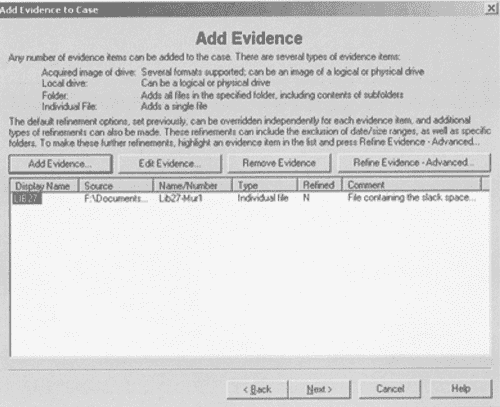 Add Evidence to Case
Add Evidence
Any number of evidence items can be added to the case. There are several types of evidence items:
Acquired image of drive: Several formats supported; can be an image of a logical or physical drive
Local drive: Can be a logical or physical drive
Folder: Adds all files in the specified folder, including contents of subfolders
Individual File: Adds a single file
The default refinement options, set previously, can be overridden independently for each evidence item, and additional
types of refinements can also be made. These refinements can include the exclusion of date/size ranges, as well as specific
folders. To make these further refinements, highlight an evidence item in the list and press Refine Evidence - Advanced...
Add Evidence... Edit Evidence... Remove Evidence Refine Evidence - Advanced...
Display Name Source Name/Number Type Refined Comment
LIB27 F:\Documents... Lib27-Mur1 Individual file N File containing the slack space...
< Back Next > Cancel Help